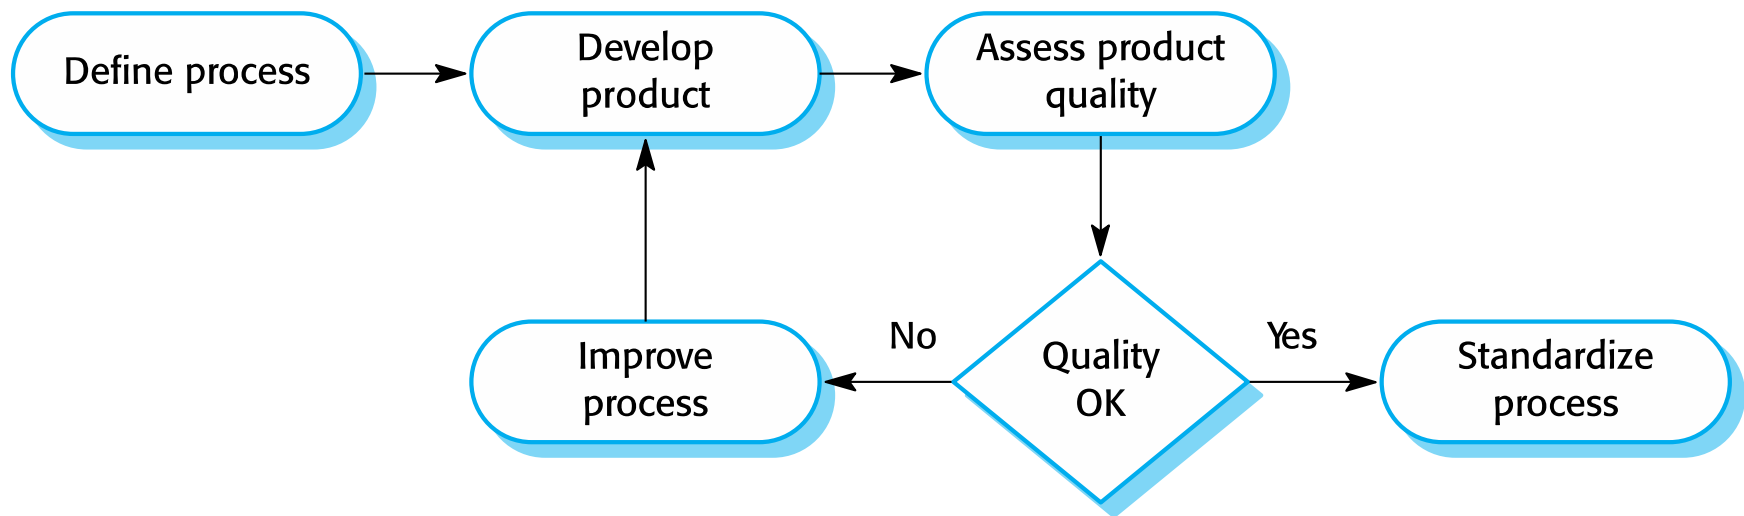 Define process
Develop
product
Assess product
quality
Improve
process
No
Quality
OK
Yes
Standardize
process